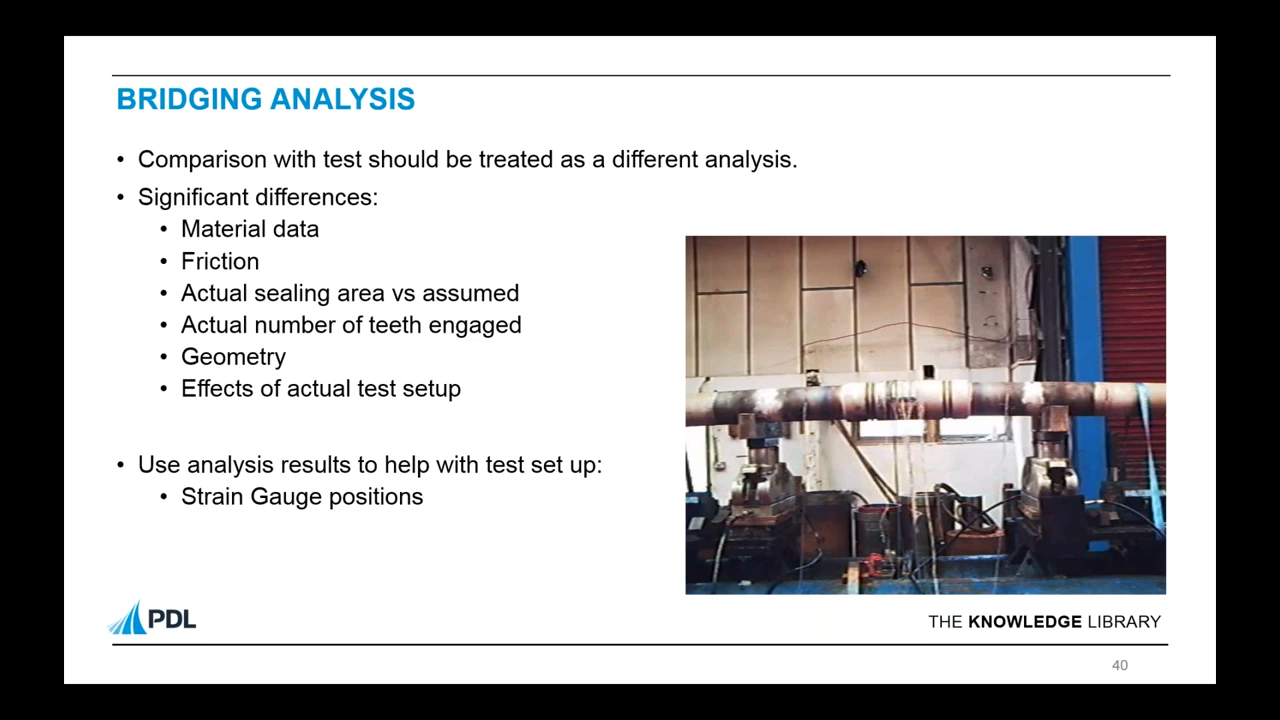 BRIDGING ANALYSIS
• Comparison with test should be treated as a different analysis.
• Significant differences:
• Material data
• Friction
• Actual sealing area vs assumed
• Actual number of teeth engaged
• Geometry
• Effects of actual test setup
• Use analysis results to help with test set up:
• Strain Gauge positions
PDL
THE KNOWLEDGE LIBRARY
40